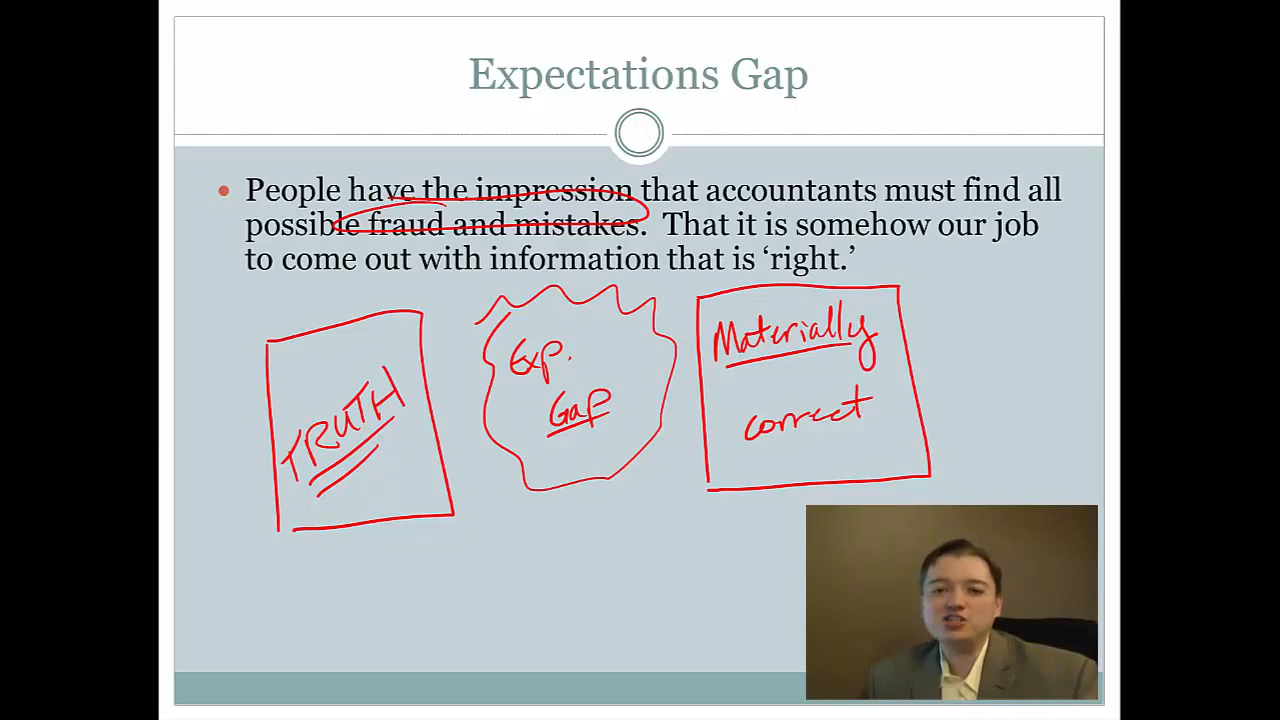 Expectations Gap
People have the impression that accountants must find all
possible fraud and mistakes. That it is somehow our job
to come out with information that is ‘right.’
TRUTH
Exp.
Gap
Materially
correct